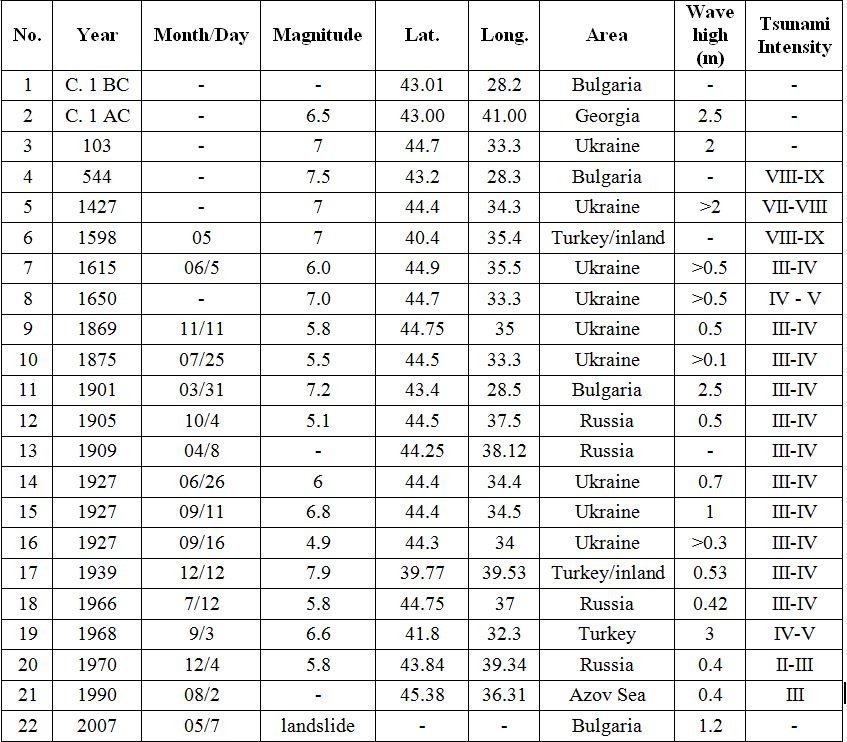 No. Year Month/Day Magnitude Lat. Long. Area Wave high (m) Tsunami Intensity
1 C. 1 BC - - 43.01 28.2 Bulgaria - -
2 C. 1 AC - 6.5 43.00 41.00 Georgia 2.5 -
3 103 - 7 44.7 33.3 Ukraine 2 -
4 544 - 7.5 43.2 28.3 Bulgaria - VIII-IX
5 1427 - 7 44.4 34.3 Ukraine >2 VII-VIII
6 1598 05 7 40.4 35.4 Turkey/inland - VIII-IX
7 1615 06/5 6.0 44.9 35.5 Ukraine >0.5 III-IV
8 1650 - 7.0 44.7 33.3 Ukraine >0.5 IV - V
9 1869 11/11 5.8 44.75 35 Ukraine 0.5 III-IV
10 1875 07/25 5.5 44.5 33.3 Ukraine >0.1 III-IV
11 1901 03/31 7.2 43.4 28.5 Bulgaria 2.5 III-IV
12 1905 10/4 5.1 44.5 37.5 Russia 0.5 III-IV
13 1909 04/8 - 44.25 38.12 Russia - III-IV
14 1927 06/26 6 44.4 34.4 Ukraine 0.7 III-IV
15 1927 09/11 6.8 44.4 34.5 Ukraine 1 III-IV
16 1927 09/16 4.9 44.3 34 Ukraine >0.3 III-IV
17 1939 12/12 7.9 39.77 39.53 Turkey/inland 0.53 III-IV
18 1966 7/12 5.8 44.75 37 Russia 0.42 III-IV
19 1968 9/3 6.6 41.8 32.3 Turkey 3 IV-V
20 1970 12/4 5.8 43.84 39.34 Russia 0.4 II-III
21 1990 08/2 - 45.38 36.31 Azov Sea 0.4 III
22 2007 05/7 landslide - - Bulgaria 1.2 -